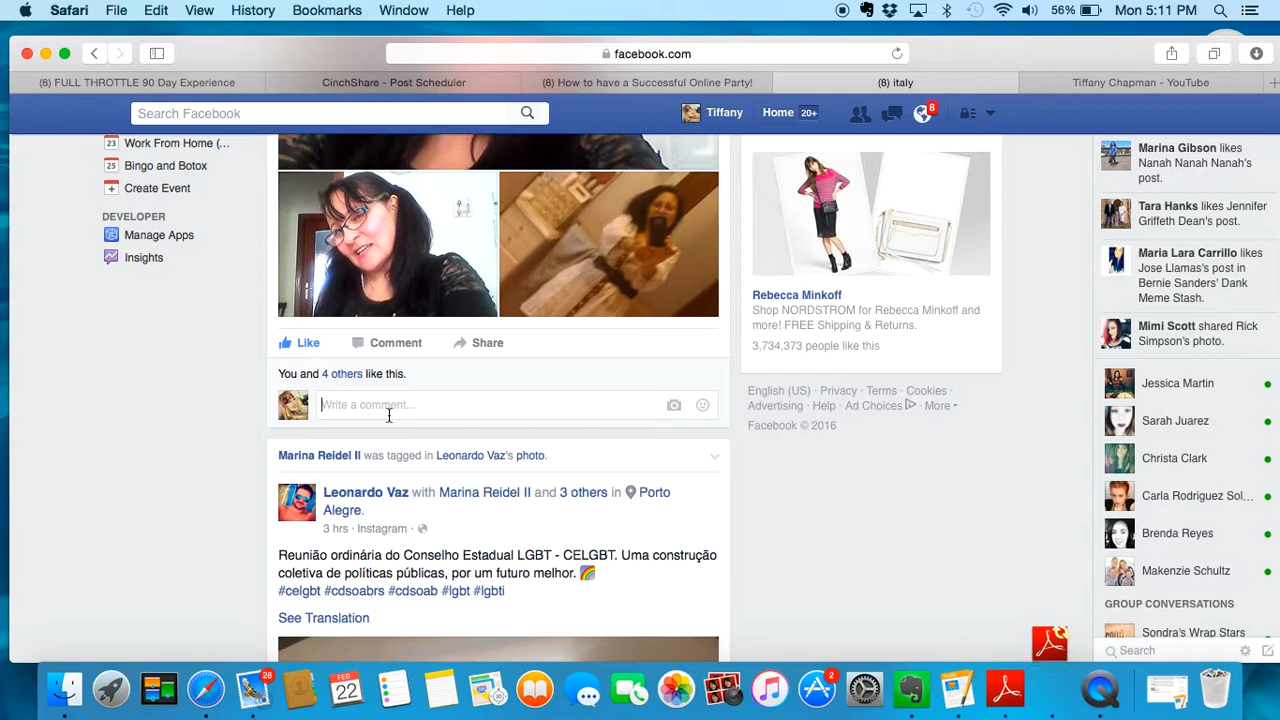 Safari File Edit View History Bookmarks Window Help 56% Mon 5:11 PM
facebook.com
(8) FULL THROTTLE 90 Day Experience CinchShare - Post Scheduler (8) How to have a Successful Online Party! (8) italy Tiffany Chapman - YouTube
Search Facebook Tiffany Home 20+ 8
23 Work From Home (...
25 Bingo and Botox
Create Event
DEVELOPER
Manage Apps
Insights
Like Comment Share
You and 4 others like this.
Write a comment...
Marina Reidel II was tagged in Leonardo Vaz's photo.
Leonardo Vaz with Marina Reidel II and 3 others in Porto
Alegre.
3 hrs · Instagram ·
Reunião ordinária do Conselho Estadual LGBT - CELGBT. Uma construção
coletiva de políticas públicas, por um futuro melhor.
#celgbt #cdsoabrs #cdsoab #lgbt #lgbti
See Translation
Rebecca Minkoff
Shop NORDSTROM for Rebecca Minkoff and
more! FREE Shipping & Returns.
3,734,373 people like this
English (US) · Privacy · Terms · Cookies ·
Advertising · Help · Ad Choices · More
Facebook © 2016
Marina Gibson likes
Nanah Nanah Nanah's
post.
Tara Hanks likes Jennifer
Griffeth Dean's post.
Maria Lara Carrillo likes
Jose Llamas's post in
Bernie Sanders' Dank
Meme Stash.
Mimi Scott shared Rick
Simpson's photo.
Jessica Martin
Sarah Juarez
Christa Clark
Carla Rodriguez Sol...
Brenda Reyes
Makenzie Schultz
GROUP CONVERSATIONS
Sondra's Wrap Stars
Search
28 FEB 22 2